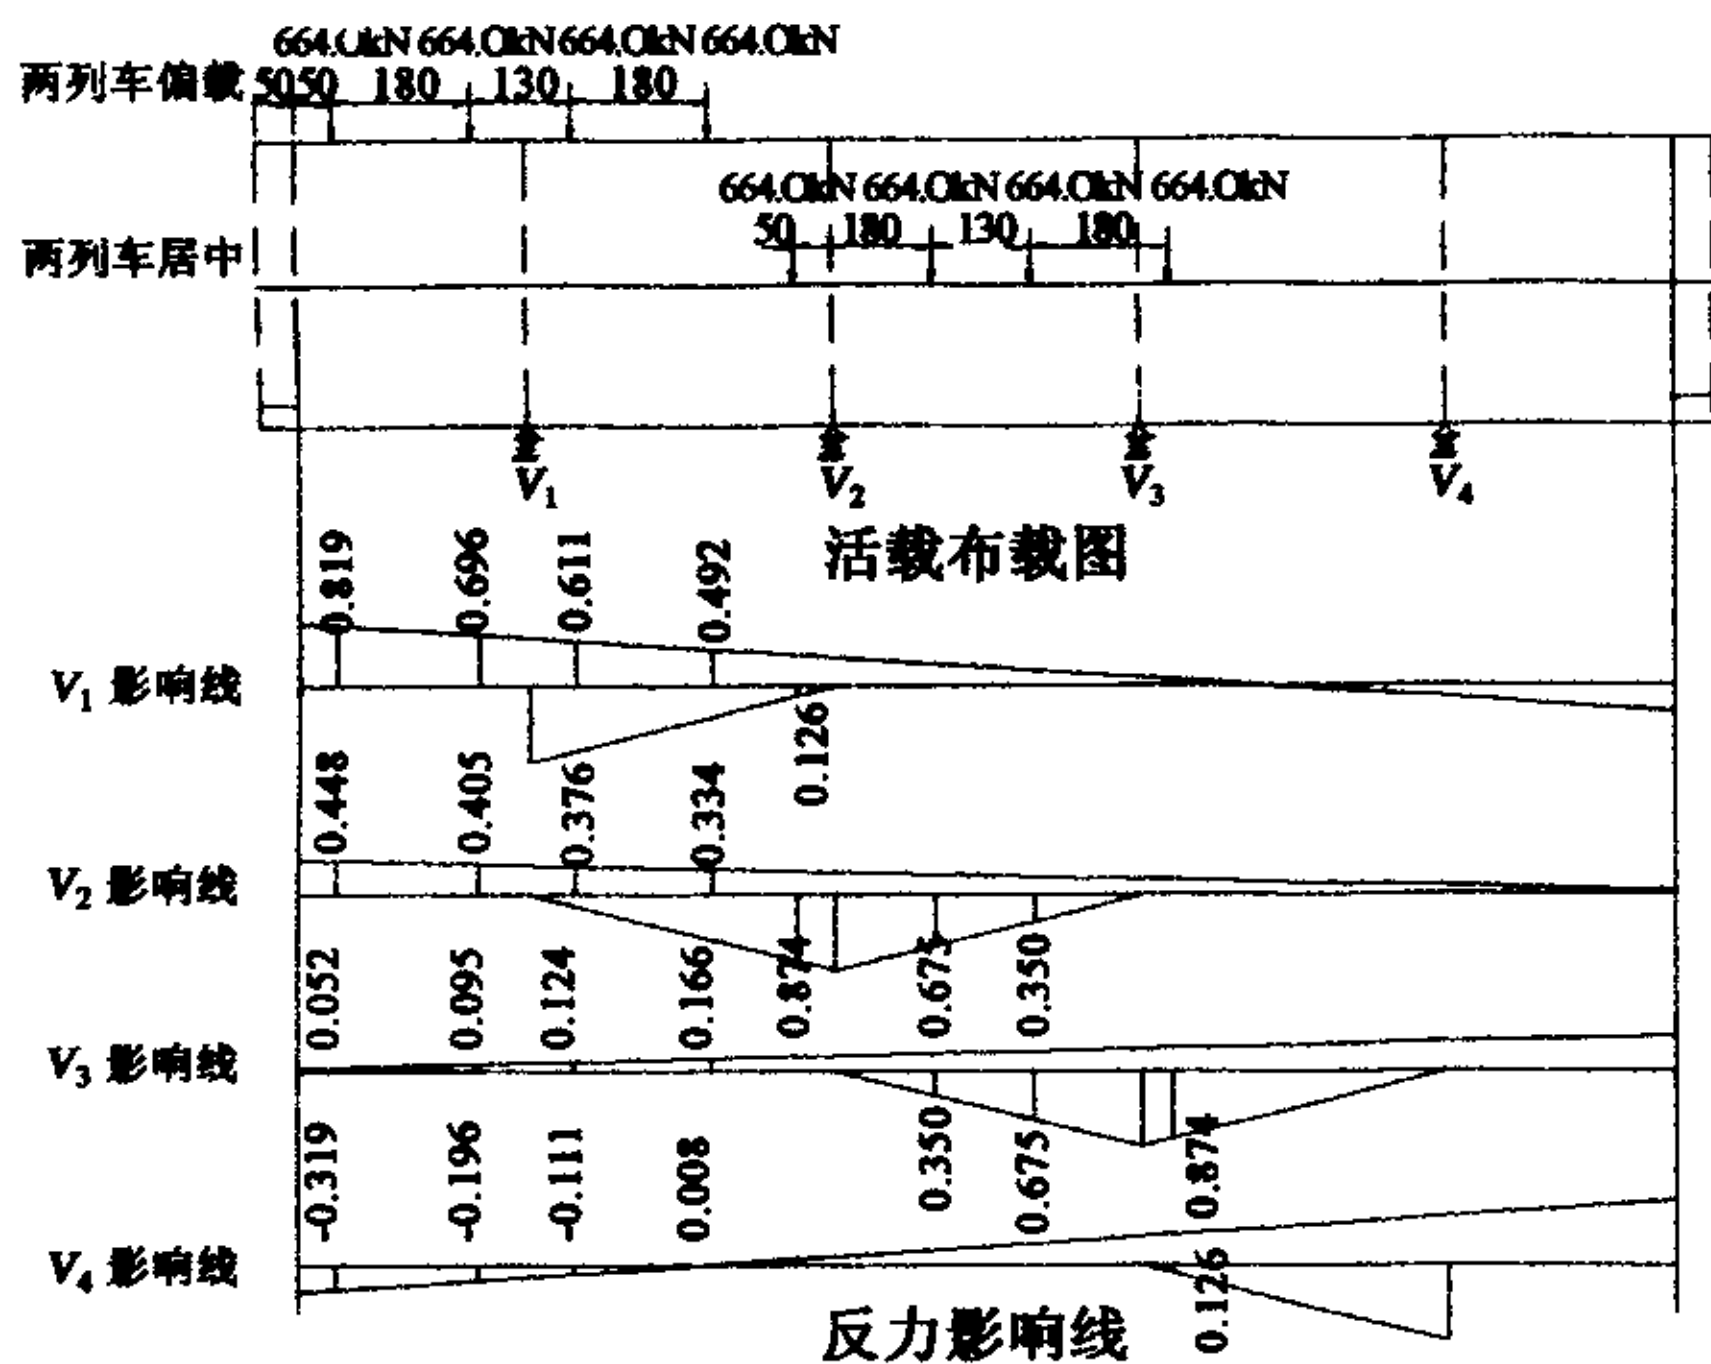 664.0kN 664.0kN 664.0kN 664.0kN
两列车偏载 50 50 180 130 180
664.0kN 664.0kN 664.0kN 664.0kN
50 180 130 180
两列车居中
V₁ V₂ V₃ V₄
活载布载图
0.819 0.696 0.611 0.492
V₁ 影响线
0.126
0.448 0.405 0.376 0.334
V₂ 影响线
0.874 0.675 0.350
0.052 0.095 0.124 0.166
V₃ 影响线
0.350 0.675 0.874
-0.319 -0.196 -0.111 0.008
V₄ 影响线
0.126
反力影响线